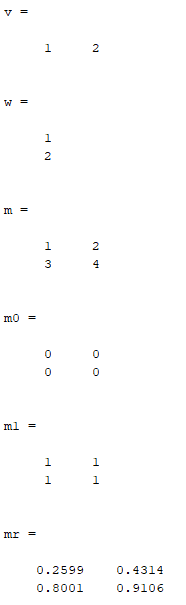 v =
1 2
w =
1
2
m =
1 2
3 4
m0 =
0 0
0 0
m1 =
1 1
1 1
mr =
0.2599 0.4314
0.8001 0.9106